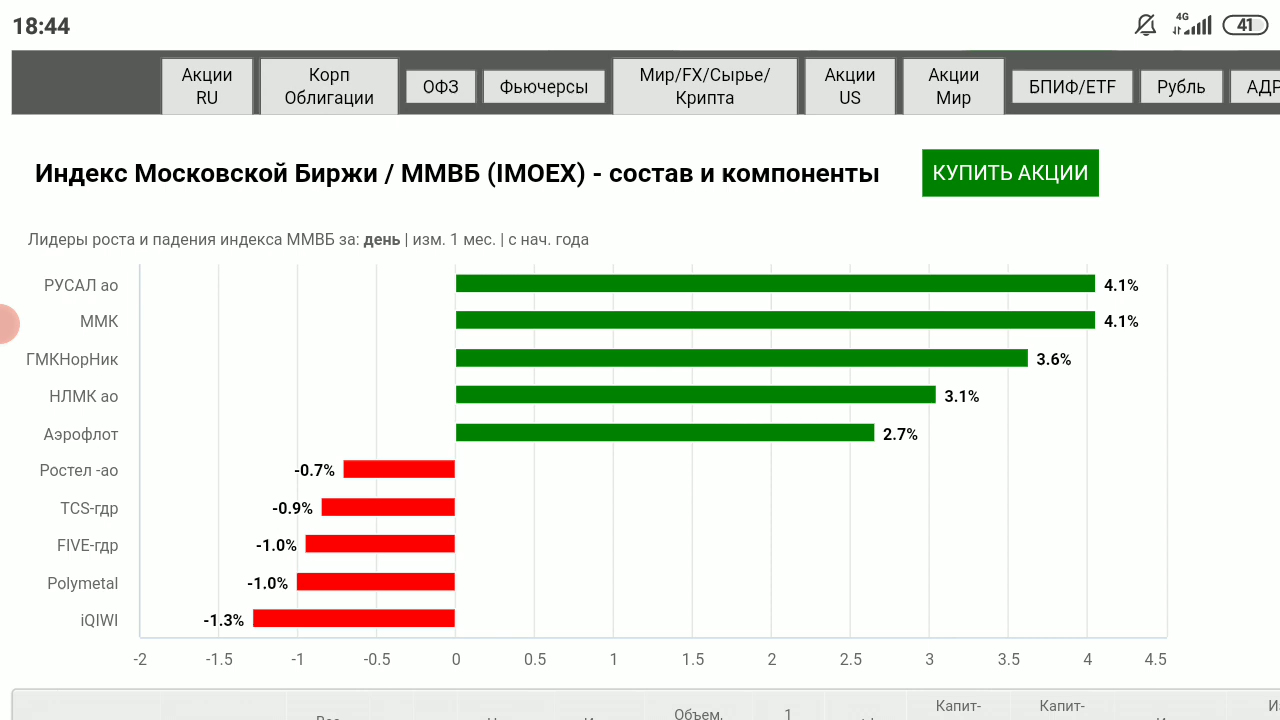 18:44
4G
41
Акции
RU
Корп
Облигации
ОФЗ
Фьючерсы
Мир/FX/Сырье/
Крипта
Акции
US
Акции
Мир
БПИФ/ETF
Рубль
Индекс Московской Биржи / ММВБ (IMOEX) - состав и компоненты
КУПИТЬ АКЦИИ
Лидеры роста и падения индекса ММВБ за: день | изм. 1 мес. | с нач. года
РУСАЛ ао 4.1%
ММК 4.1%
ГМКНорНик 3.6%
НЛМК ао 3.1%
Аэрофлот 2.7%
Ростел -ао -0.7%
TCS-гдр -0.9%
FIVE-гдр -1.0%
Polymetal -1.0%
iQIWI -1.3%
-2 -1.5 -1 -0.5 0 0.5 1 1.5 2 2.5 3 3.5 4 4.5
Капит- Капит-
Объем, 1